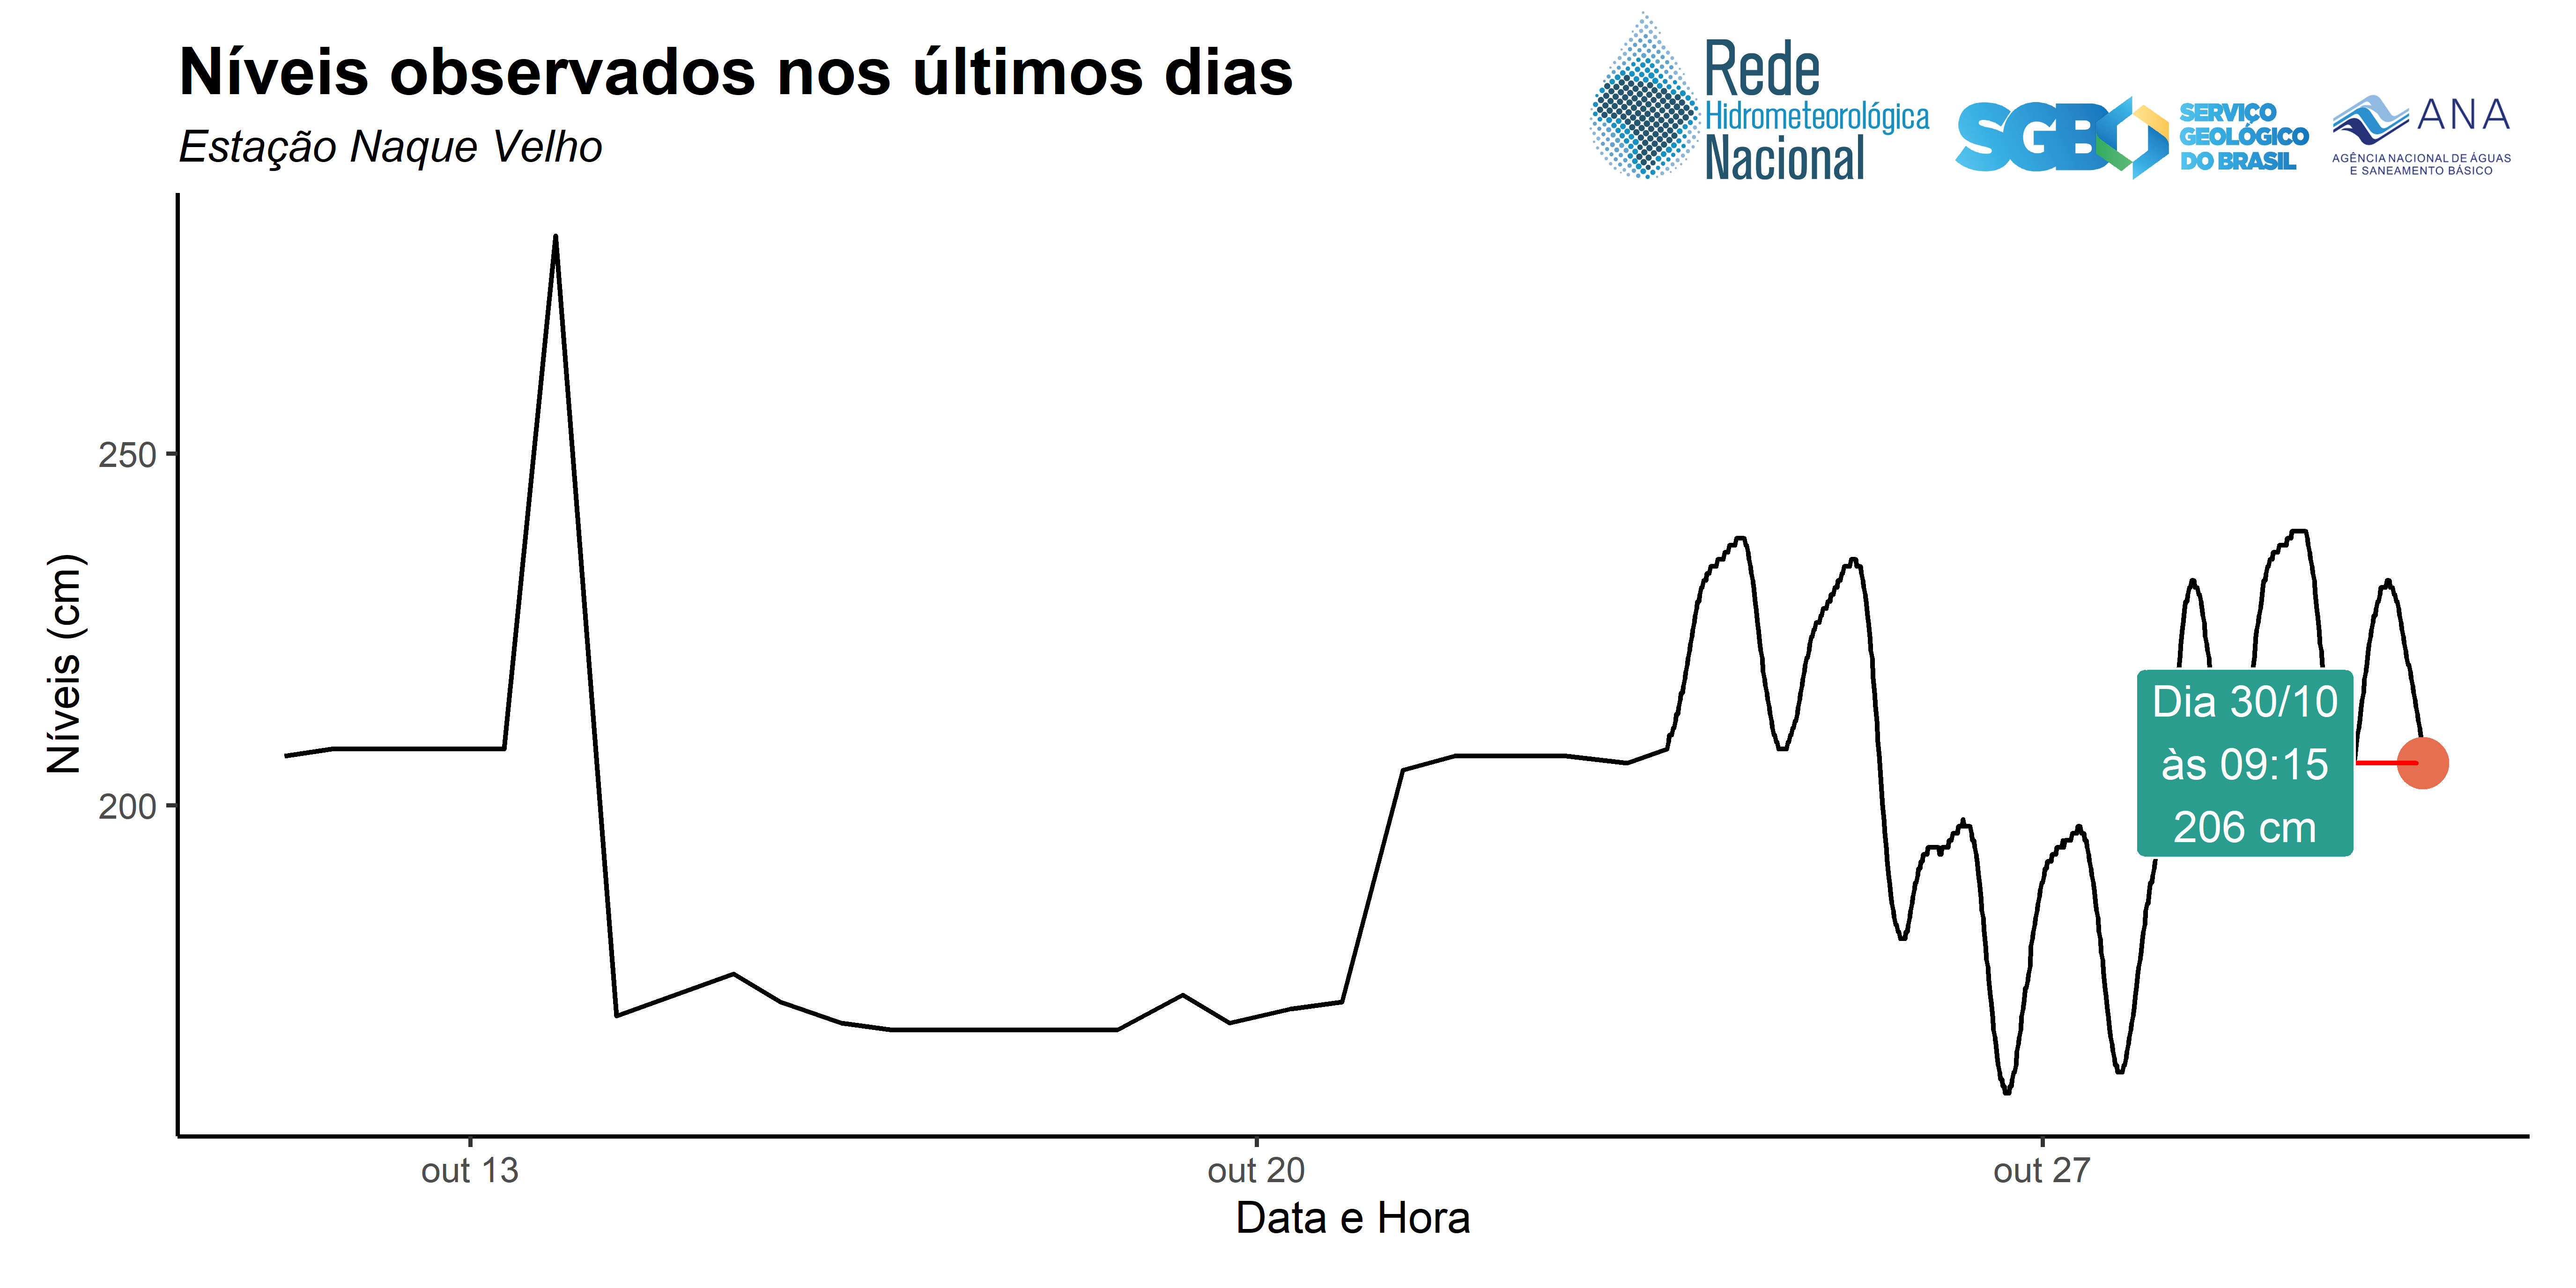 Níveis observados nos últimos dias
Estação Naque Velho
Rede
Hidrometeorológica
Nacional
SGB
SERVIÇO
GEOLÓGICO
DO BRASIL
ANA
AGÊNCIA NACIONAL DE ÁGUAS
E SANEAMENTO BÁSICO
Níveis (cm)
250
200
Dia 30/10
às 09:15
206 cm
out 13
out 20
out 27
Data e Hora